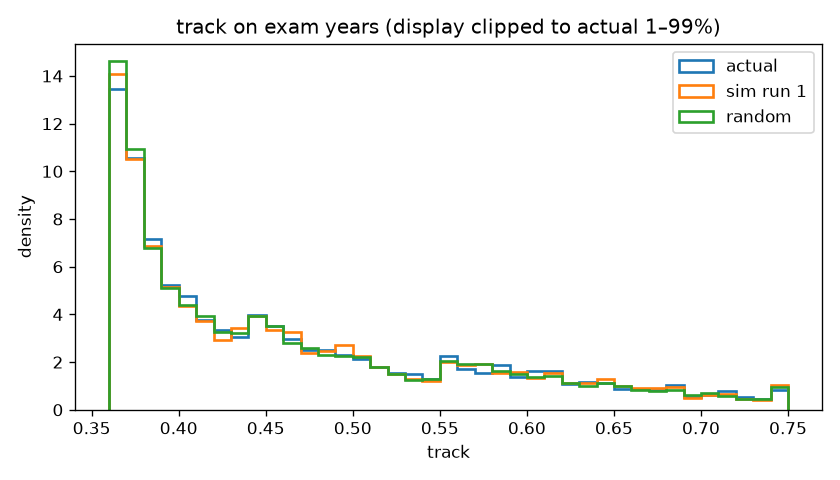 track on exam years (display clipped to actual 1–99%)
actual
sim run 1
random
density
14
12
10
8
6
4
2
0
0.35 0.40 0.45 0.50 0.55 0.60 0.65 0.70 0.75
track